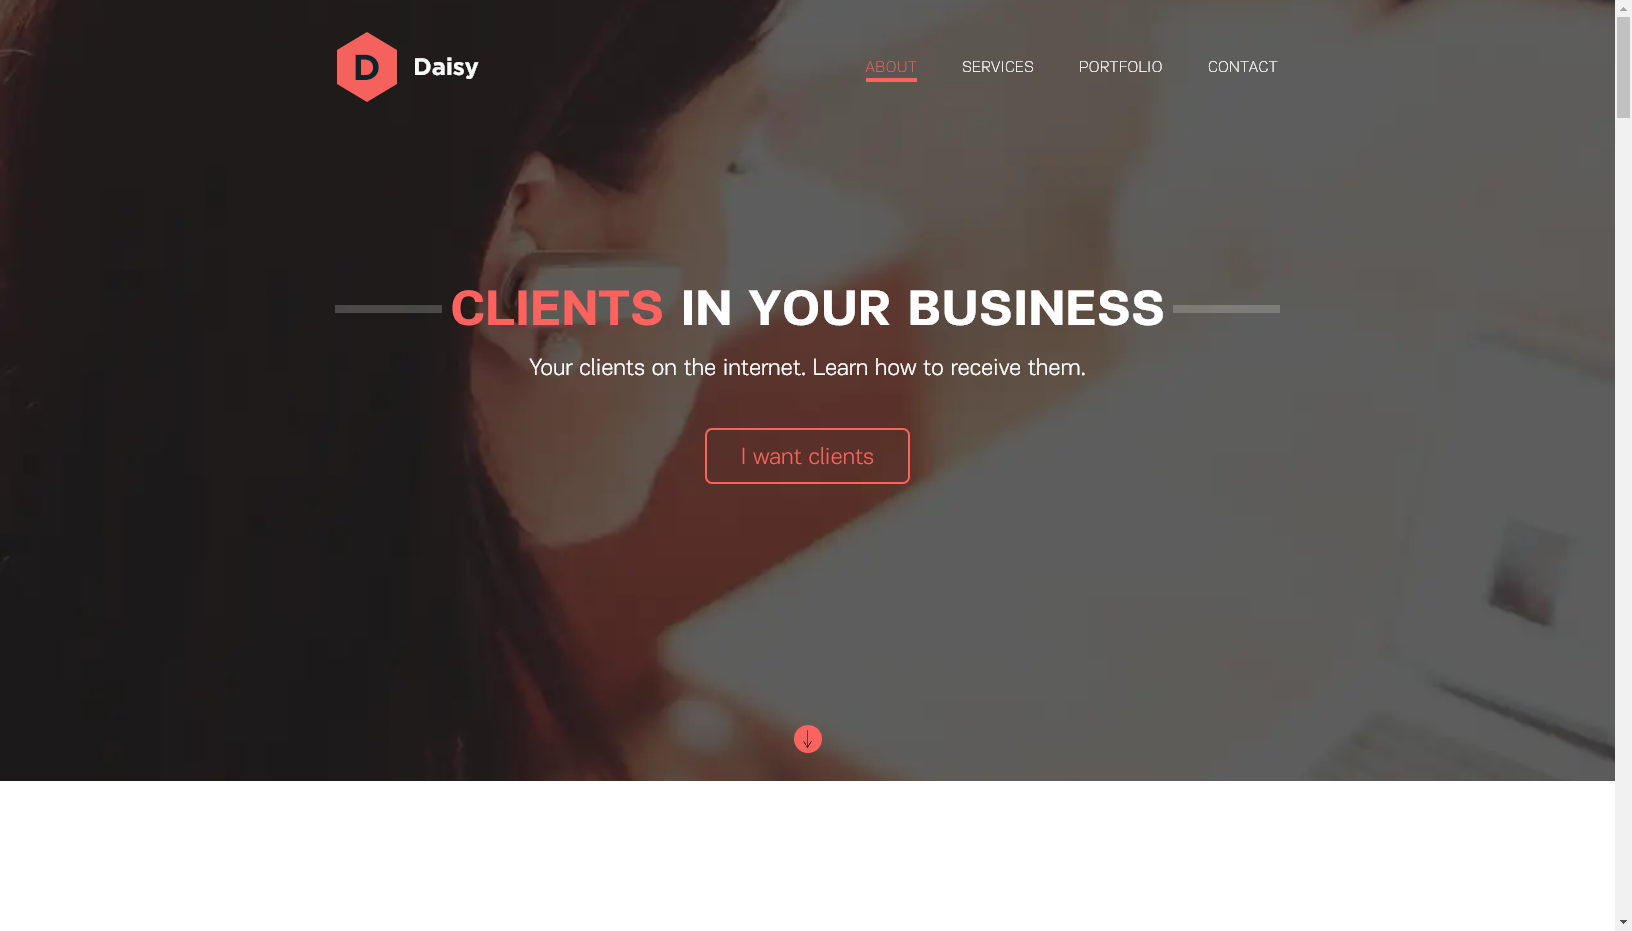 D Daisy
ABOUT SERVICES PORTFOLIO CONTACT
CLIENTS IN YOUR BUSINESS
Your clients on the internet. Learn how to receive them.
I want clients